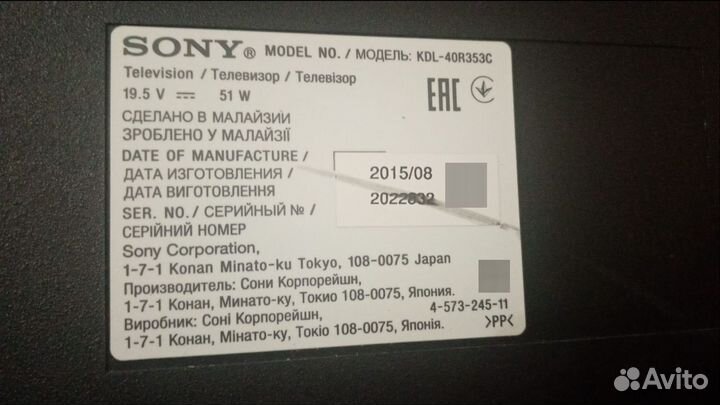 SONY® MODEL NO./ МОДЕЛЬ: KDL-40R353C
Television / Телевизор / Телевізор
19.5 V ⎓ 51 W
EAC
СДЕЛАНО В МАЛАЙЗИИ
ЗРОБЛЕНО У МАЛАЙЗІЇ
DATE OF MANUFACTURE /
ДАТА ИЗГОТОВЛЕНИЯ / 2015/08
ДАТА ВИГОТОВЛЕННЯ
SER. NO./ СЕРИЙНЫЙ № / 2022832
СЕРІЙНИЙ НОМЕР
Sony Corporation,
1-7-1 Konan Minato-ku Tokyo, 108-0075 Japan
Производитель: Сони Корпорейшн,
1-7-1 Конан, Минато-ку, Токио 108-0075, Япония.
4-573-245-11
Виробник: Соні Корпорейшн,
>PP<
1-7-1 Конан, Мінато-ку, Токіо 108-0075, Японія.
Avito